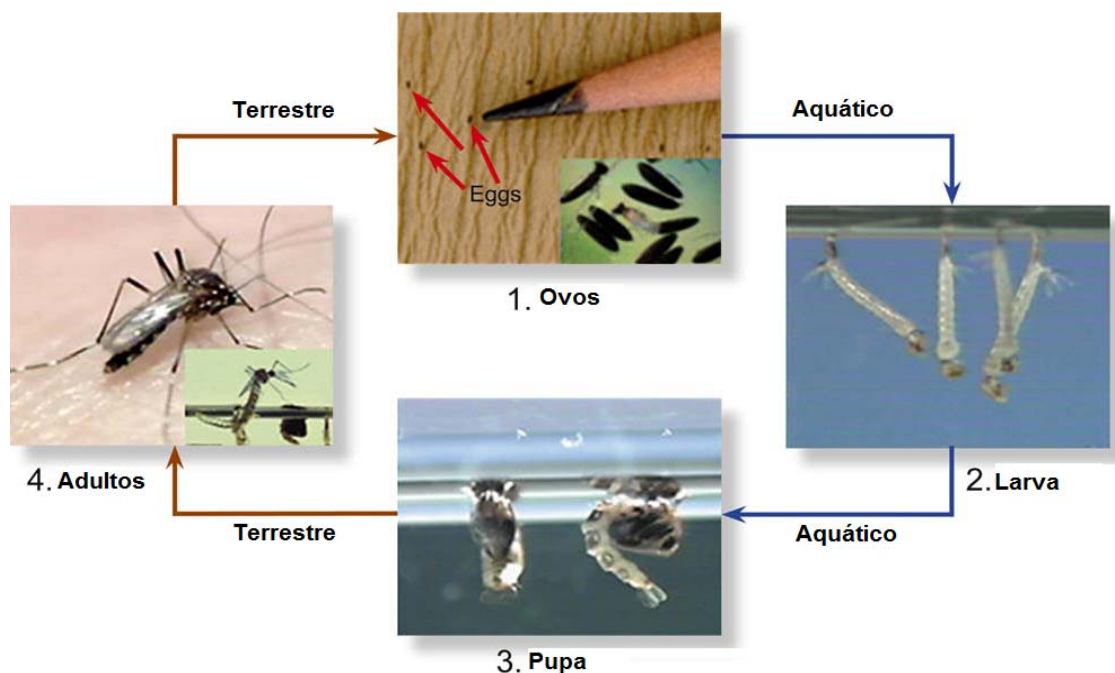 Terrestre
Aquático
Eggs
1. Ovos
4. Adultos
2. Larva
Terrestre
Aquático
3. Pupa